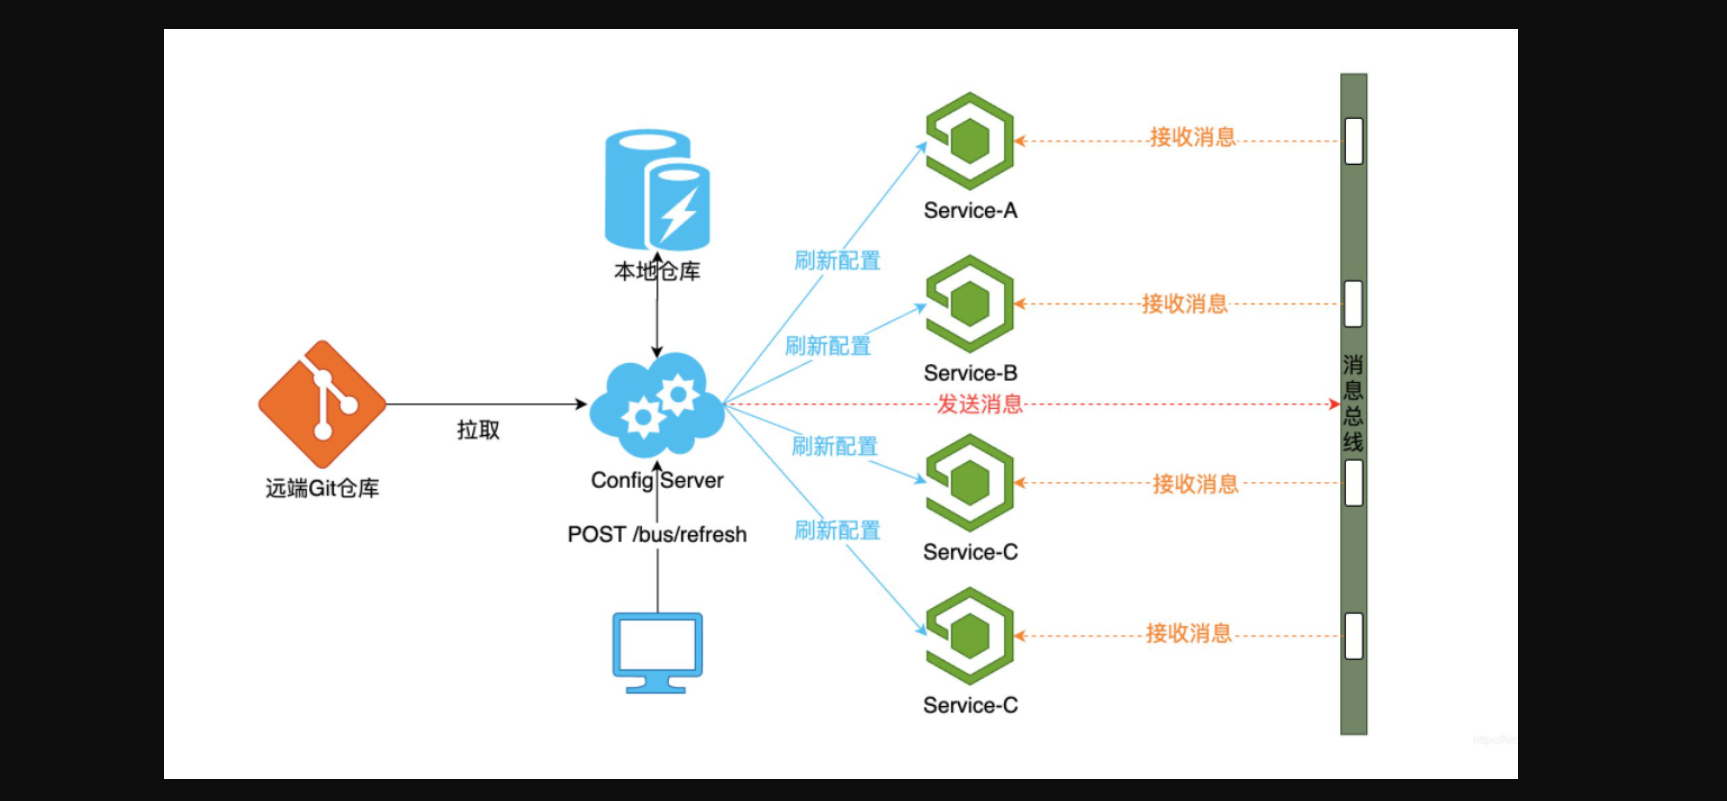 接收消息
Service-A
刷新配置
本地仓库
接收消息
刷新配置
Service-B
消息总线
发送消息
拉取
刷新配置
Config Server
远端Git仓库
接收消息
刷新配置
POST /bus/refresh
Service-C
接收消息
Service-C